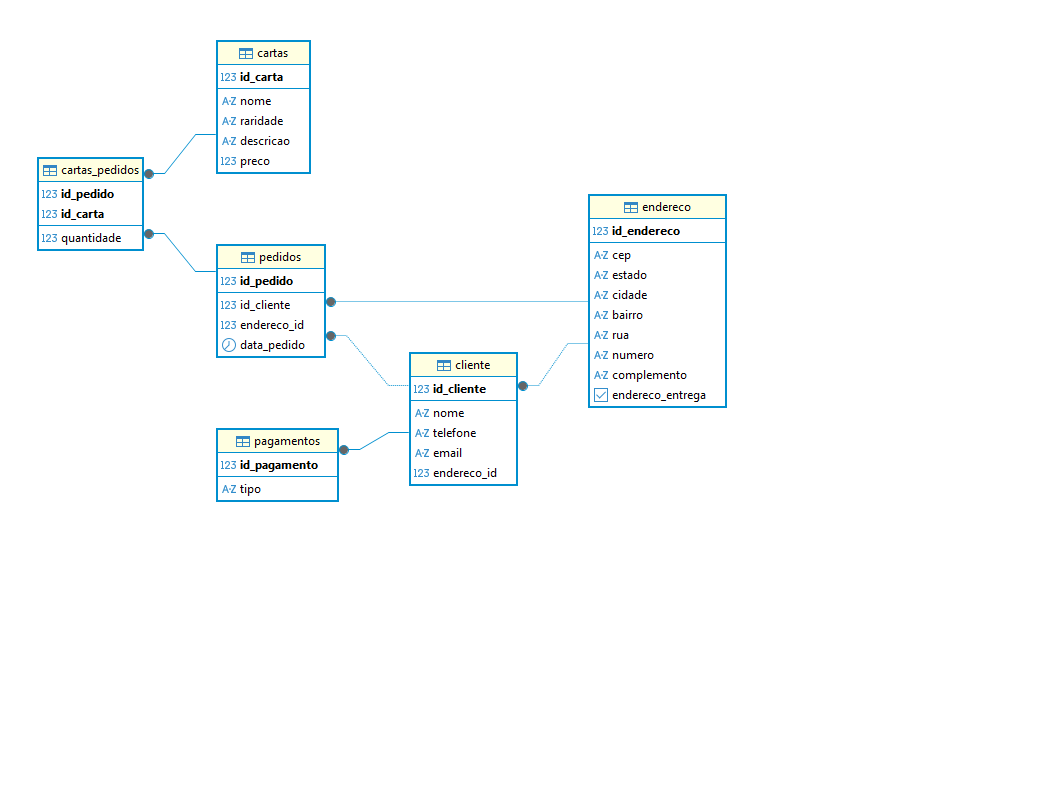 cartas
123 id_carta
A-Z nome
A-Z raridade
A-Z descricao
123 preco
cartas_pedidos
123 id_pedido
123 id_carta
123 quantidade
pedidos
123 id_pedido
123 id_cliente
123 endereco_id
data_pedido
pagamentos
123 id_pagamento
A-Z tipo
cliente
123 id_cliente
A-Z nome
A-Z telefone
A-Z email
123 endereco_id
endereco
123 id_endereco
A-Z cep
A-Z estado
A-Z cidade
A-Z bairro
A-Z rua
A-Z numero
A-Z complemento
endereco_entrega